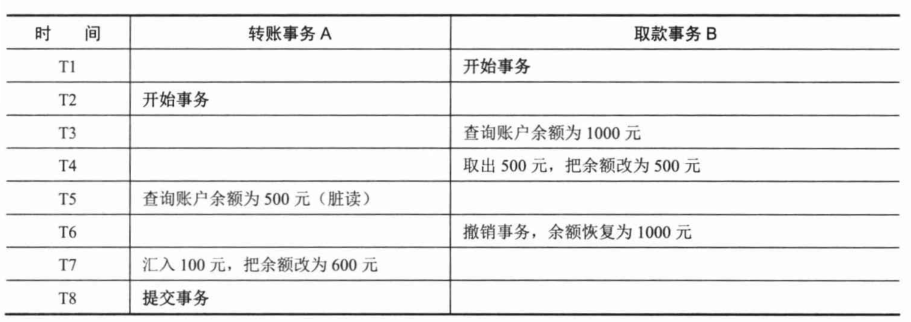 时 间 转账事务 A 取款事务 B
T1 开始事务
T2 开始事务
T3 查询账户余额为 1000 元
T4 取出 500 元，把余额改为 500 元
T5 查询账户余额为 500 元（脏读）
T6 撤销事务，余额恢复为 1000 元
T7 汇入 100 元，把余额改为 600 元
T8 提交事务